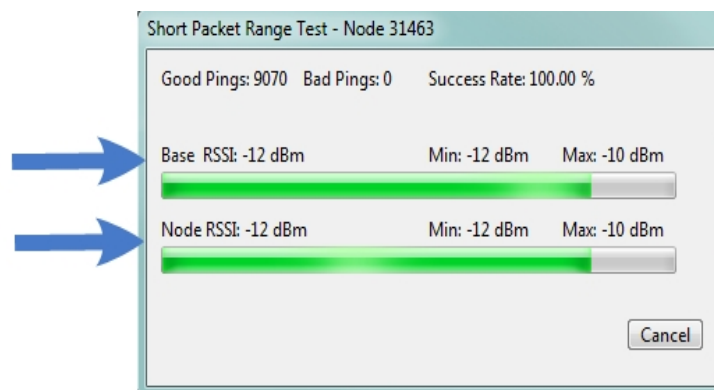 Short Packet Range Test - Node 31463
Good Pings: 9070 Bad Pings: 0 Success Rate: 100.00 %
Base RSSI: -12 dBm Min: -12 dBm Max: -10 dBm
Node RSSI: -12 dBm Min: -12 dBm Max: -10 dBm
Cancel